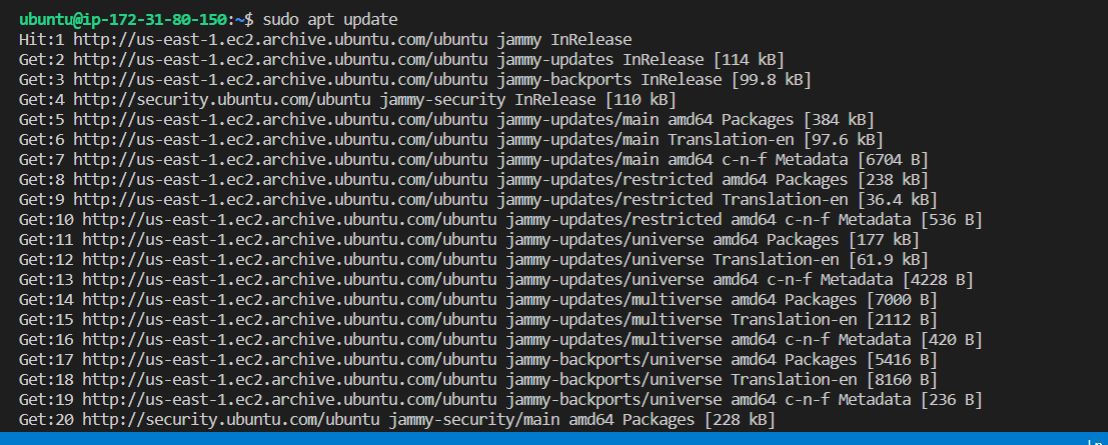 ubuntu@ip-172-31-80-150:~$ sudo apt update
Hit:1 http://us-east-1.ec2.archive.ubuntu.com/ubuntu jammy InRelease
Get:2 http://us-east-1.ec2.archive.ubuntu.com/ubuntu jammy-updates InRelease [114 kB]
Get:3 http://us-east-1.ec2.archive.ubuntu.com/ubuntu jammy-backports InRelease [99.8 kB]
Get:4 http://security.ubuntu.com/ubuntu jammy-security InRelease [110 kB]
Get:5 http://us-east-1.ec2.archive.ubuntu.com/ubuntu jammy-updates/main amd64 Packages [384 kB]
Get:6 http://us-east-1.ec2.archive.ubuntu.com/ubuntu jammy-updates/main Translation-en [97.6 kB]
Get:7 http://us-east-1.ec2.archive.ubuntu.com/ubuntu jammy-updates/main amd64 c-n-f Metadata [6704 B]
Get:8 http://us-east-1.ec2.archive.ubuntu.com/ubuntu jammy-updates/restricted amd64 Packages [238 kB]
Get:9 http://us-east-1.ec2.archive.ubuntu.com/ubuntu jammy-updates/restricted Translation-en [36.4 kB]
Get:10 http://us-east-1.ec2.archive.ubuntu.com/ubuntu jammy-updates/restricted amd64 c-n-f Metadata [536 B]
Get:11 http://us-east-1.ec2.archive.ubuntu.com/ubuntu jammy-updates/universe amd64 Packages [177 kB]
Get:12 http://us-east-1.ec2.archive.ubuntu.com/ubuntu jammy-updates/universe Translation-en [61.9 kB]
Get:13 http://us-east-1.ec2.archive.ubuntu.com/ubuntu jammy-updates/universe amd64 c-n-f Metadata [4228 B]
Get:14 http://us-east-1.ec2.archive.ubuntu.com/ubuntu jammy-updates/multiverse amd64 Packages [7000 B]
Get:15 http://us-east-1.ec2.archive.ubuntu.com/ubuntu jammy-updates/multiverse Translation-en [2112 B]
Get:16 http://us-east-1.ec2.archive.ubuntu.com/ubuntu jammy-updates/multiverse amd64 c-n-f Metadata [420 B]
Get:17 http://us-east-1.ec2.archive.ubuntu.com/ubuntu jammy-backports/universe amd64 Packages [5416 B]
Get:18 http://us-east-1.ec2.archive.ubuntu.com/ubuntu jammy-backports/universe Translation-en [8160 B]
Get:19 http://us-east-1.ec2.archive.ubuntu.com/ubuntu jammy-backports/universe amd64 c-n-f Metadata [236 B]
Get:20 http://security.ubuntu.com/ubuntu jammy-security/main amd64 Packages [228 kB]